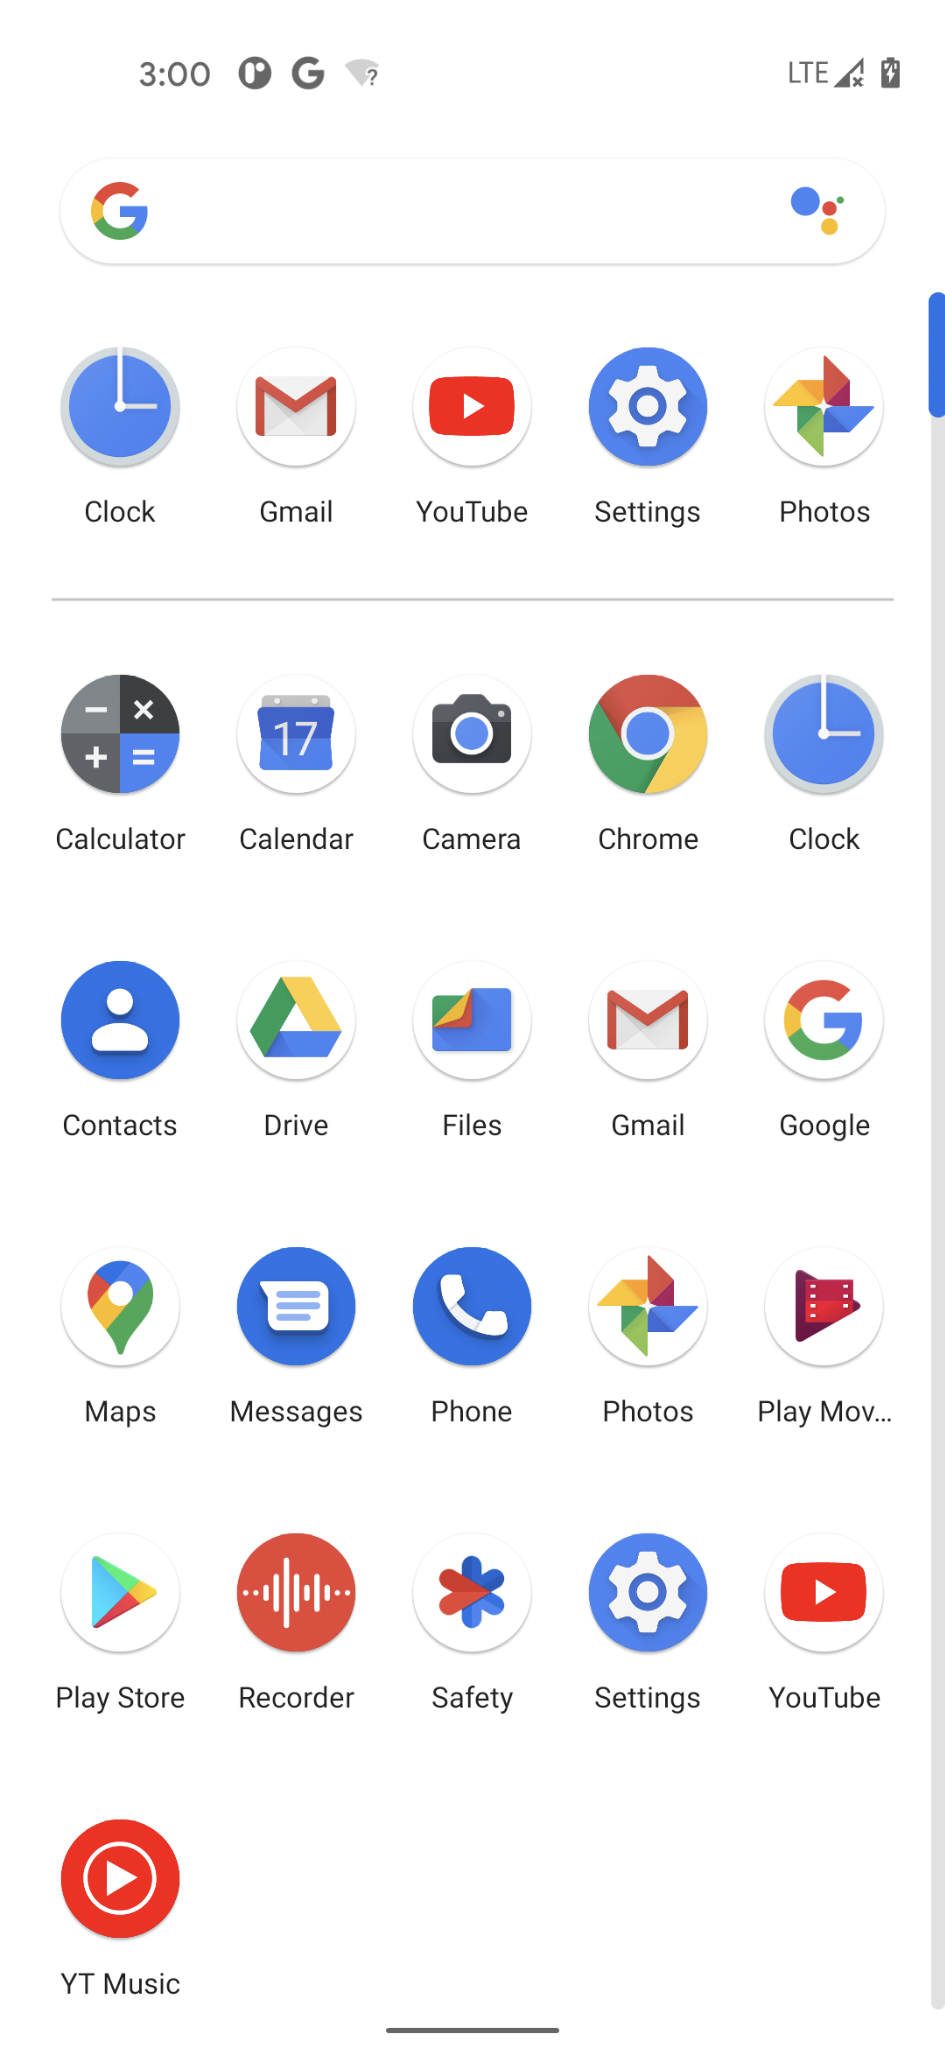 3:00 LTE
Clock Gmail YouTube Settings Photos
17
Calculator Calendar Camera Chrome Clock
Contacts Drive Files Gmail Google
Maps Messages Phone Photos Play Mov...
Play Store Recorder Safety Settings YouTube
YT Music